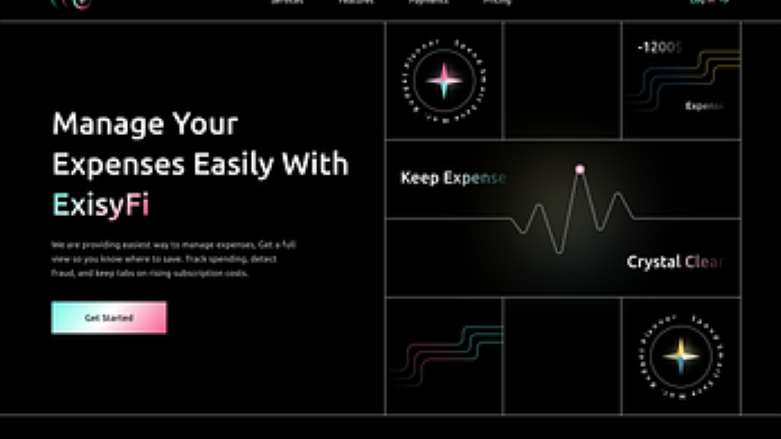 Services Features Payments Pricing
-1200$
Expense
Manage Your
Expenses Easily With
ExisyFi
Keep Expense
We are providing easiest way to manage expenses, Get a full
view so you know where to save. Track spending, detect
fraud, and keep tabs on rising subscription costs.
Crystal Clear
Get Started